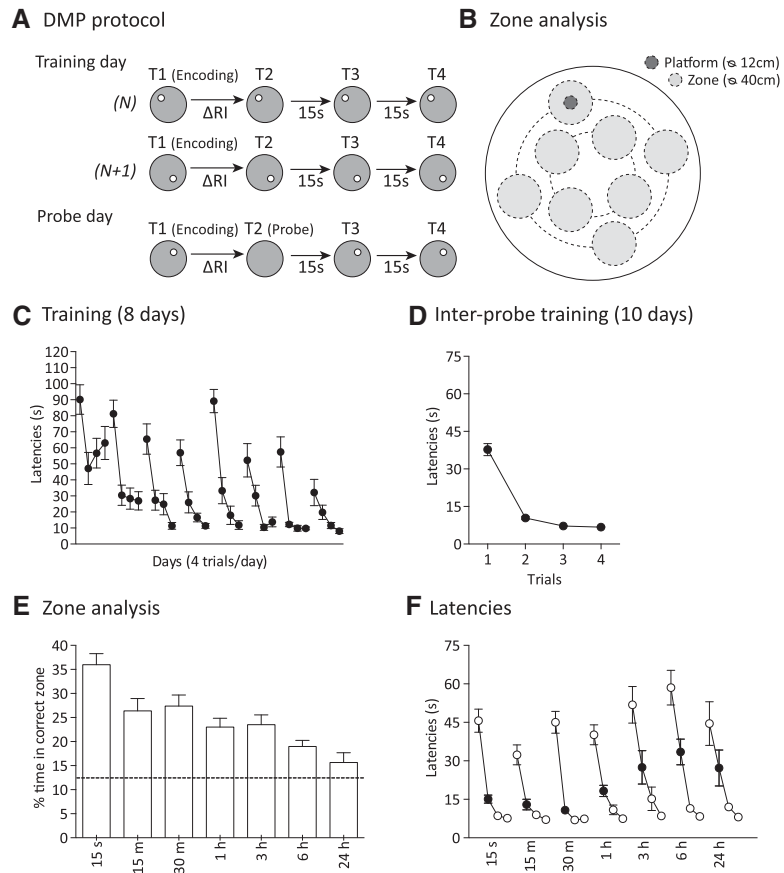 A DMP protocol
Training day
T1 (Encoding) T2 T3 T4
(N)
ΔRI 15s 15s
T1 (Encoding) T2 T3 T4
(N+1)
ΔRI 15s 15s
Probe day
T1 (Encoding) T2 (Probe) T3 T4
ΔRI 15s 15s
B Zone analysis
Platform (ᴓ 12cm)
Zone (ᴓ 40cm)
C Training (8 days)
Latencies (s)
120
110
100
90
80
70
60
50
40
30
20
10
0
Days (4 trials/day)
D Inter-probe training (10 days)
Latencies (s)
75
60
45
30
15
0
1 2 3 4
Trials
E Zone analysis
% time in correct zone
40
35
30
25
20
15
10
5
0
15 s 15 m 30 m 1 h 3 h 6 h 24 h
F Latencies
Latencies (s)
75
60
45
30
15
0
15 s 15 m 30 m 1 h 3 h 6 h 24 h